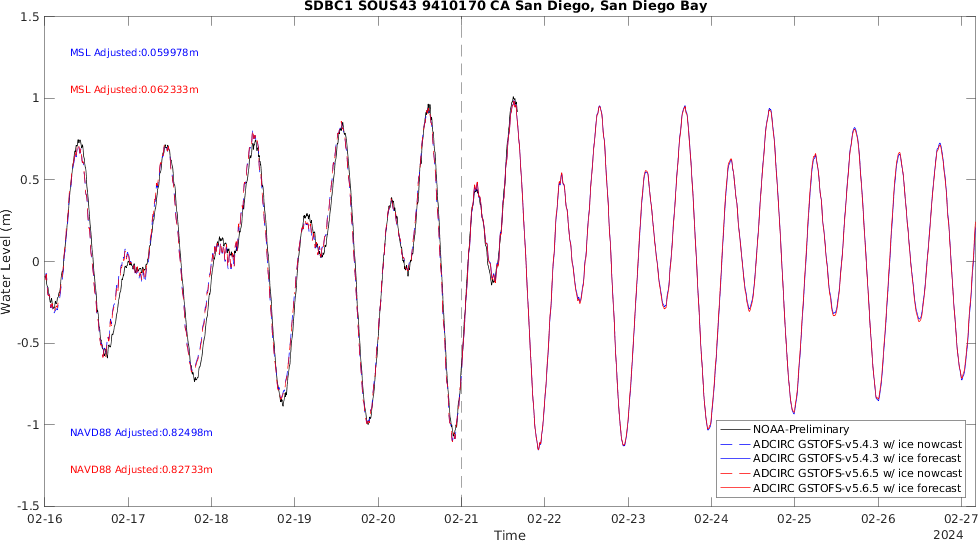 SDBC1 SOUS43 9410170 CA San Diego, San Diego Bay
1.5
MSL Adjusted:0.059978m
MSL Adjusted:0.062333m
1
0.5
0
-0.5
-1
-1.5
Water Level (m)
NAVD88 Adjusted:0.82498m
NAVD88 Adjusted:0.82733m
NOAA-Preliminary
ADCIRC GSTOFS-v5.4.3 w/ ice nowcast
ADCIRC GSTOFS-v5.4.3 w/ ice forecast
ADCIRC GSTOFS-v5.6.5 w/ ice nowcast
ADCIRC GSTOFS-v5.6.5 w/ ice forecast
02-16 02-17 02-18 02-19 02-20 02-21 02-22 02-23 02-24 02-25 02-26 02-27
Time
2024